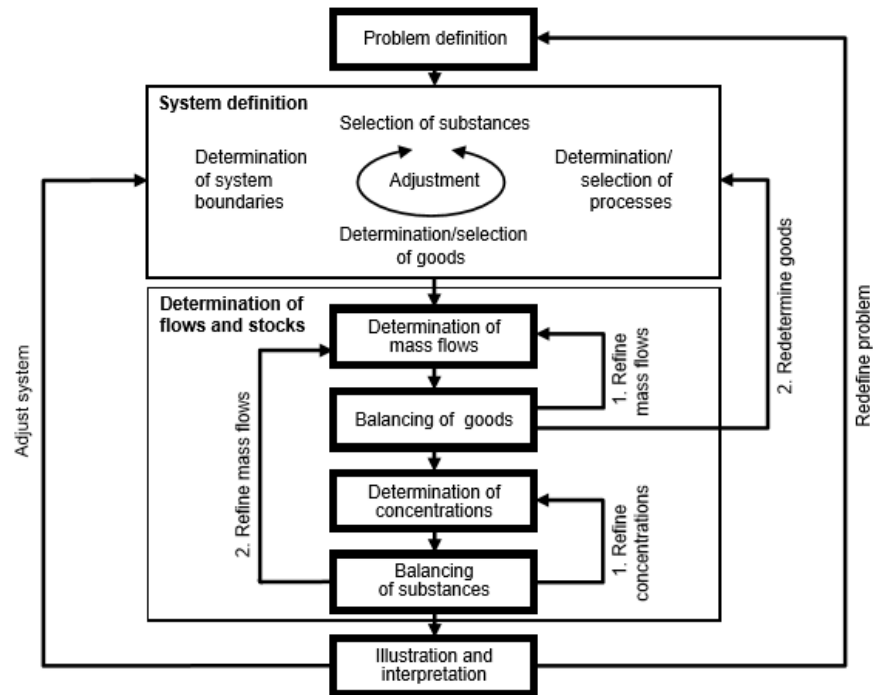 Problem definition
System definition
Selection of substances
Determination
of system
boundaries
Adjustment
Determination/
selection of
processes
Determination/selection
of goods
Determination of
flows and stocks
Determination of
mass flows
1. Refine
mass flows
Balancing of goods
2. Refine mass flows
Determination of
concentrations
1. Refine
concentrations
Balancing
of substances
Illustration and
interpretation
Adjust system
2. Redetermine goods
Redefine problem